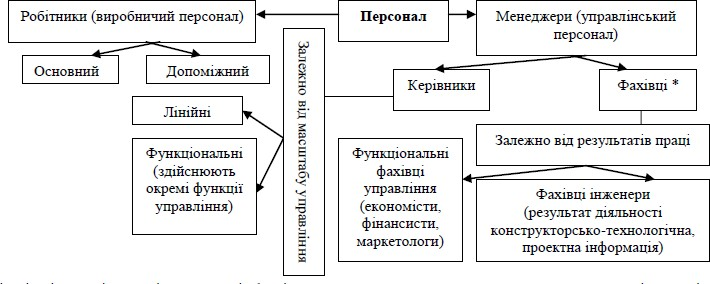 Робітники (виробничий персонал)
Персонал
Менеджери (управлінський
персонал)
Основний
Допоміжний
Залежно від масштабу управління
Керівники
Фахівці *
Лінійні
Залежно від результатів праці
Функціональні
(здійснюють
окремі функції
управління)
Функціональні
фахівці
управління
(економісти,
фінансисти,
маркетологи)
Фахівці інженери
(результат діяльності
конструкторсько-технологічна,
проектна інформація)